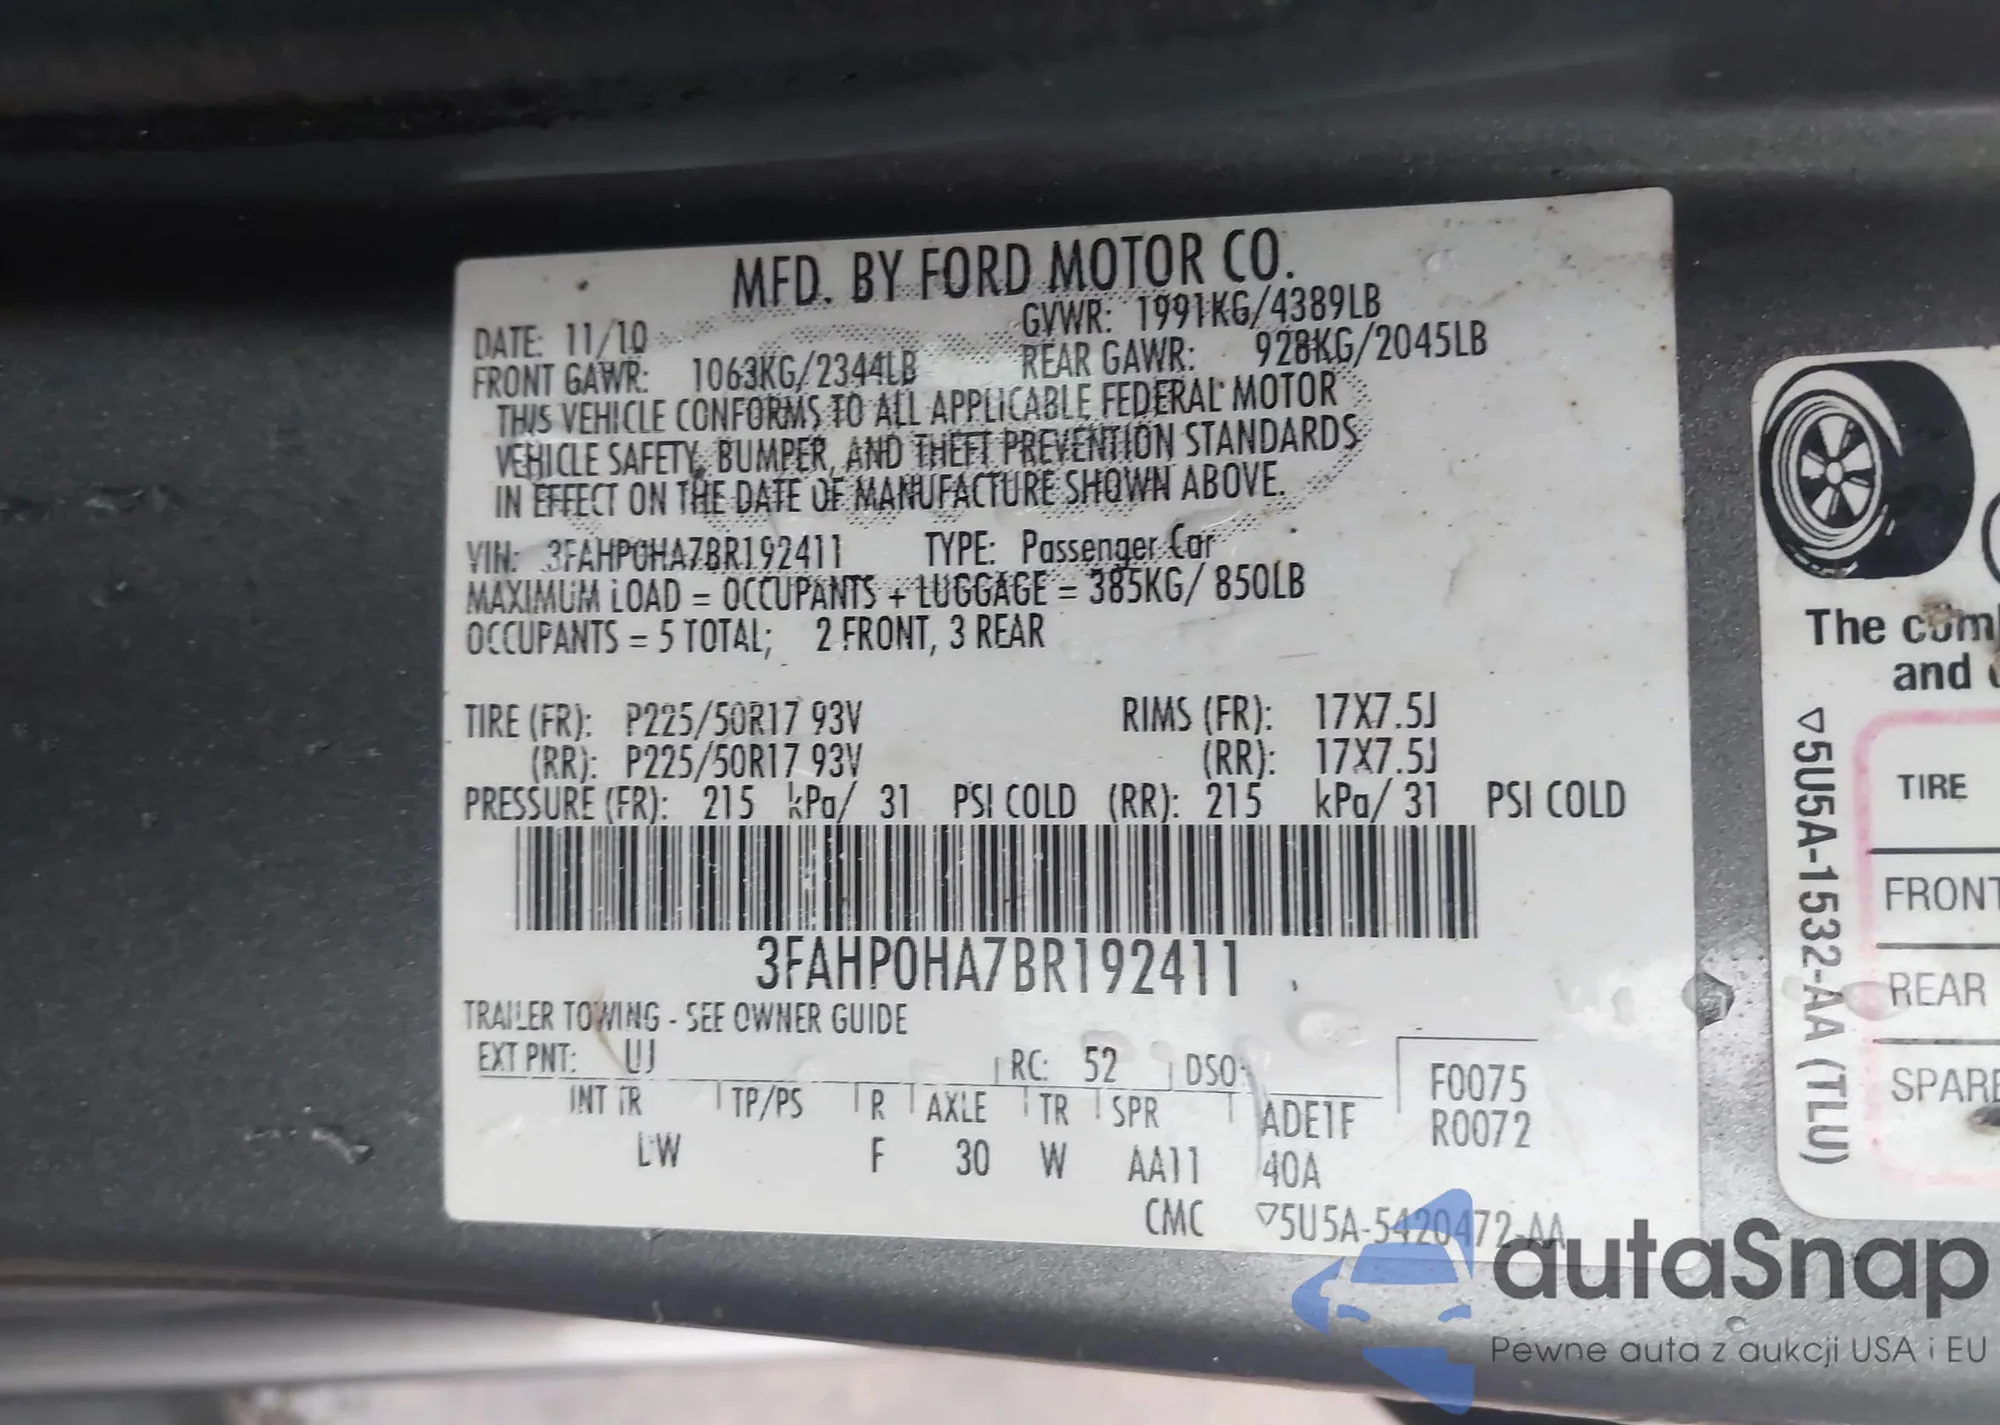 MFD. BY FORD MOTOR CO.
DATE: 11/10 GVWR: 1991KG/4389LB
FRONT GAWR: 1063KG/2344LB REAR GAWR: 928KG/2045LB
THIS VEHICLE CONFORMS TO ALL APPLICABLE FEDERAL MOTOR
VEHICLE SAFETY, BUMPER, AND THEFT PREVENTION STANDARDS
IN EFFECT ON THE DATE OF MANUFACTURE SHOWN ABOVE.
VIN: 3FAHP0HA7BR192411 TYPE: Passenger Car
MAXIMUM LOAD = OCCUPANTS + LUGGAGE = 385KG/ 850LB
OCCUPANTS = 5 TOTAL; 2 FRONT, 3 REAR
TIRE (FR): P225/50R17 93V RIMS (FR): 17X7.5J
(RR): P225/50R17 93V (RR): 17X7.5J
PRESSURE (FR): 215 kPa/ 31 PSI COLD (RR): 215 kPa/ 31 PSI COLD
3FAHP0HA7BR192411
TRAILER TOWING - SEE OWNER GUIDE
EXT PNT: UJ RC: 52 DSO:
INT TR TP/PS R AXLE TR SPR ADE1F
LW F 30 W AA11 40A
F0075
R0072
CMC ▽5U5A-5420472-AA
The
and
▽5U5A-1532-AA (TLU)
TIRE
FRONT
REAR
SPARE
autaSnap
Pewne auta z aukcji USA i EU